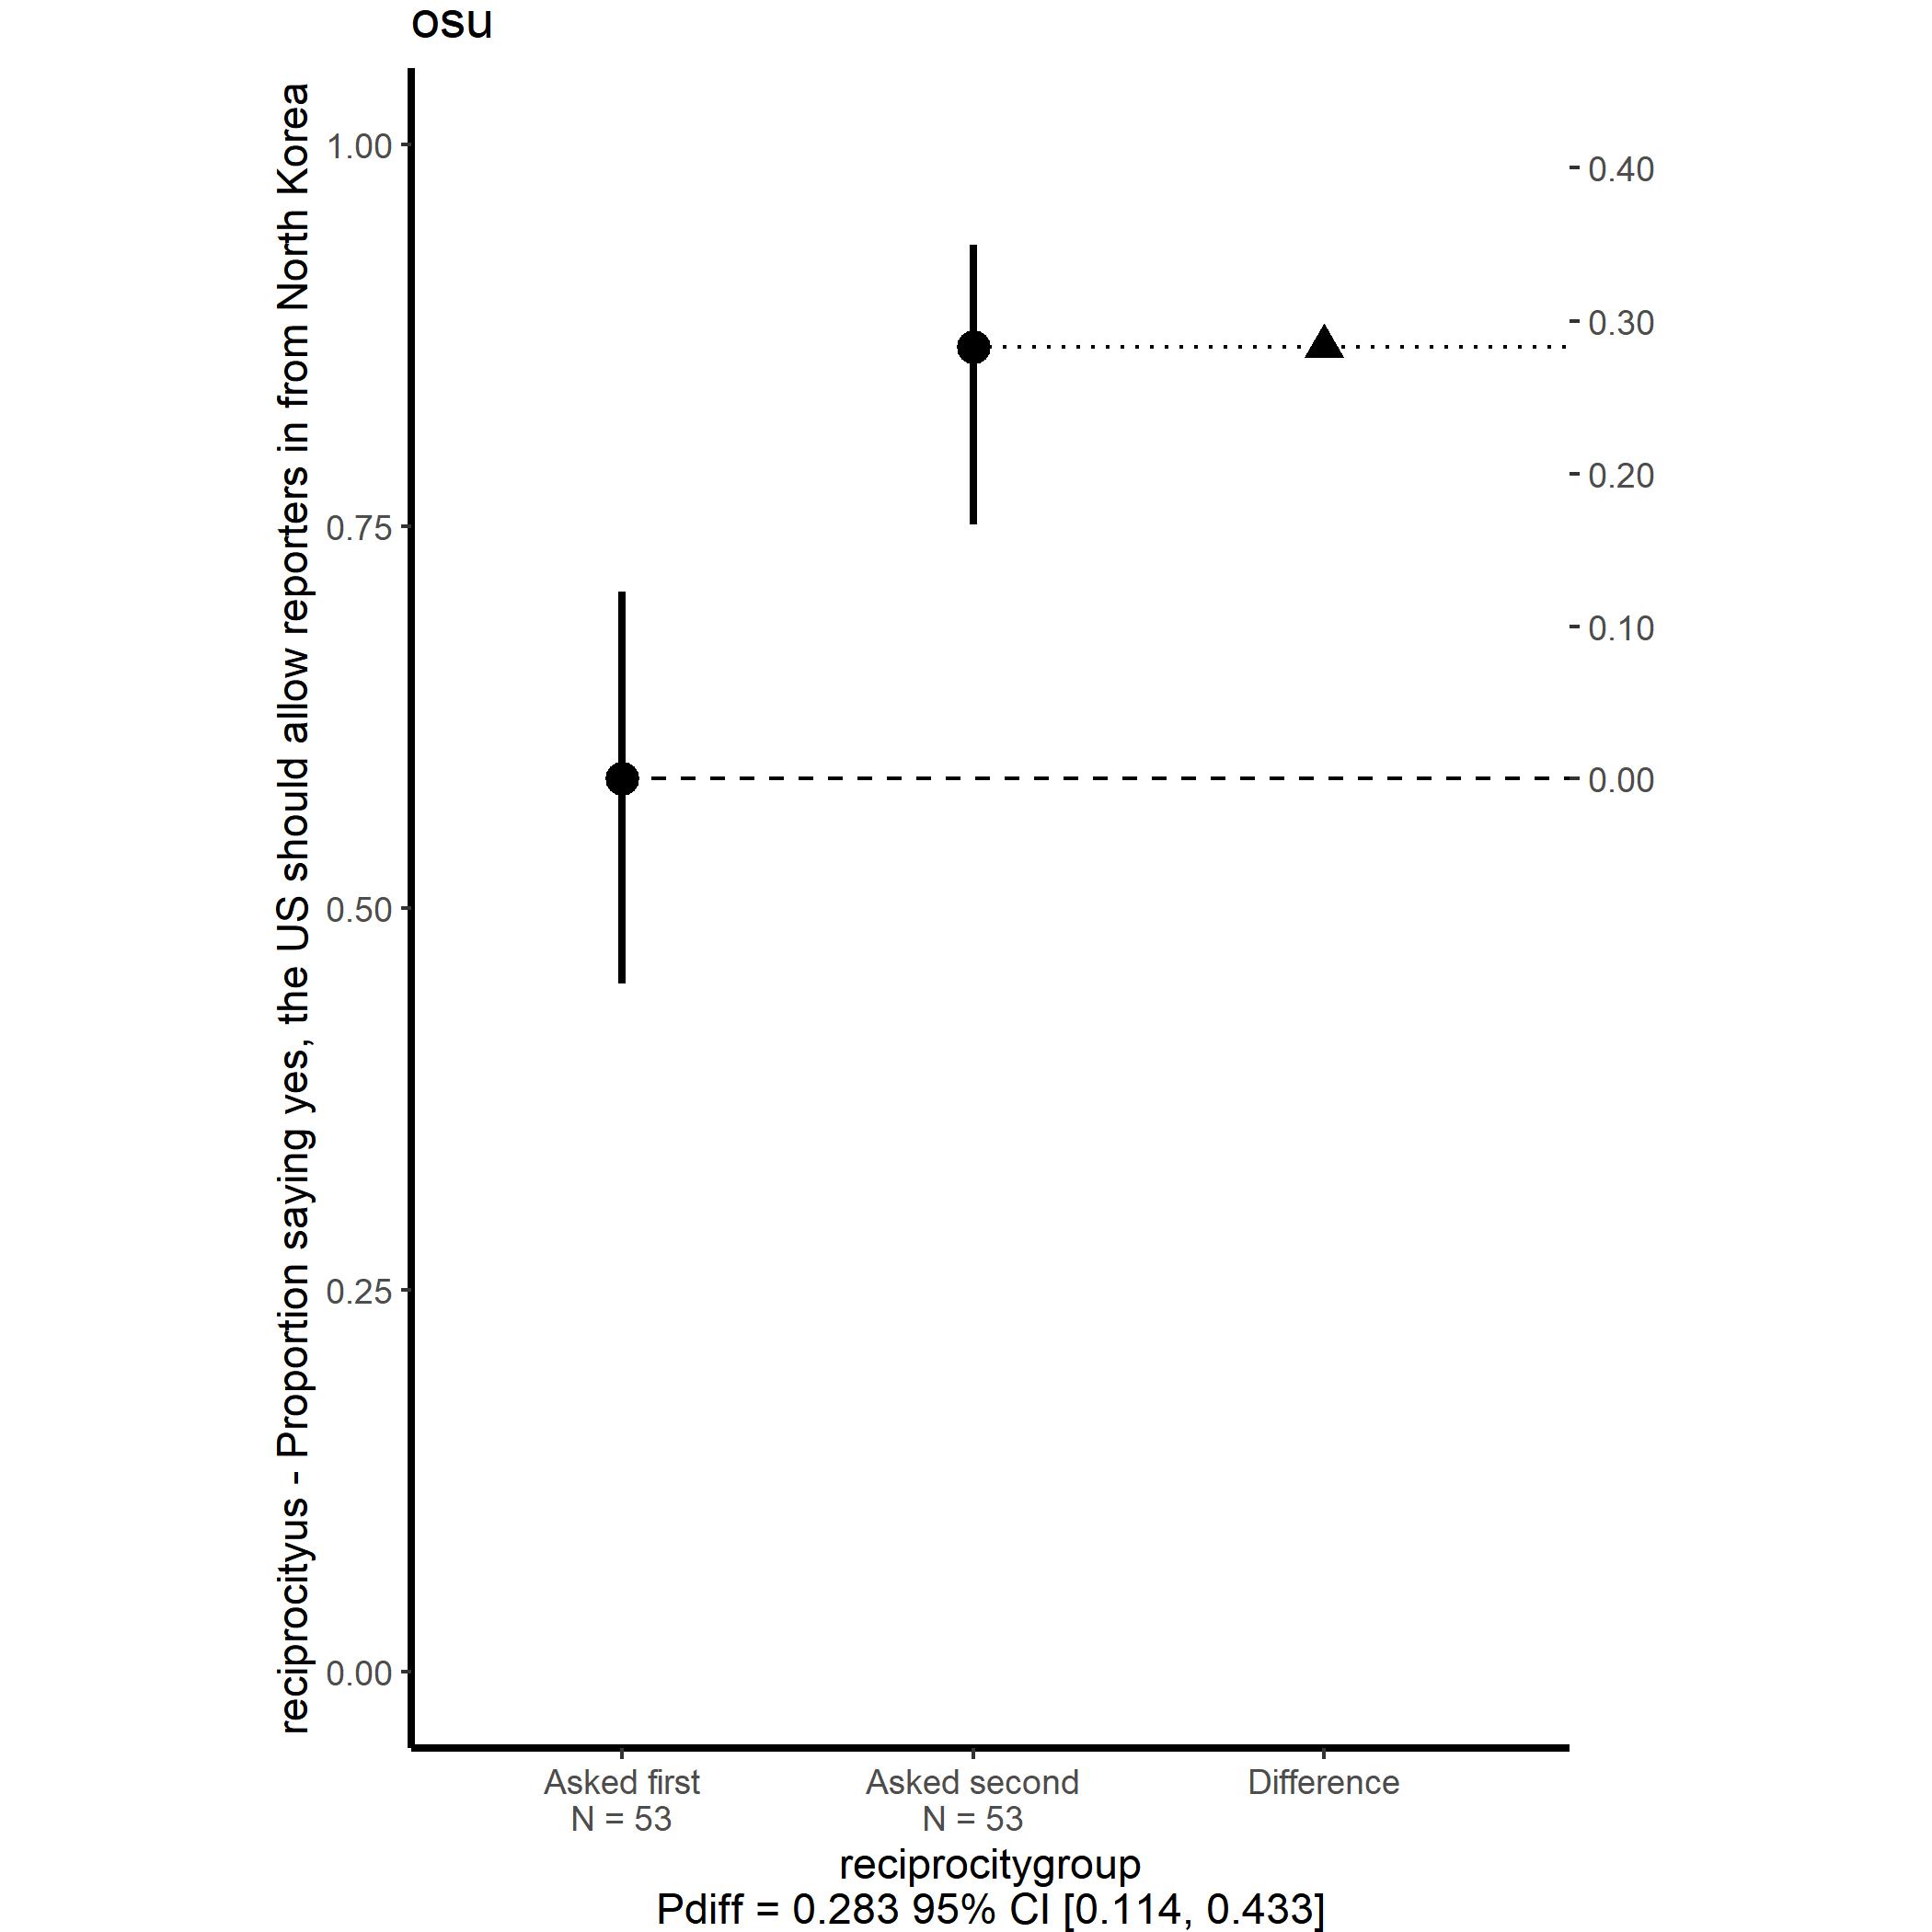 osu
reciprocityus - Proportion saying yes, the US should allow reporters in from North Korea
1.00
0.75
0.50
0.25
0.00
0.40
0.30
0.20
0.10
0.00
Asked first
N = 53
Asked second
N = 53
Difference
reciprocitygroup
Pdiff = 0.283 95% CI [0.114, 0.433]